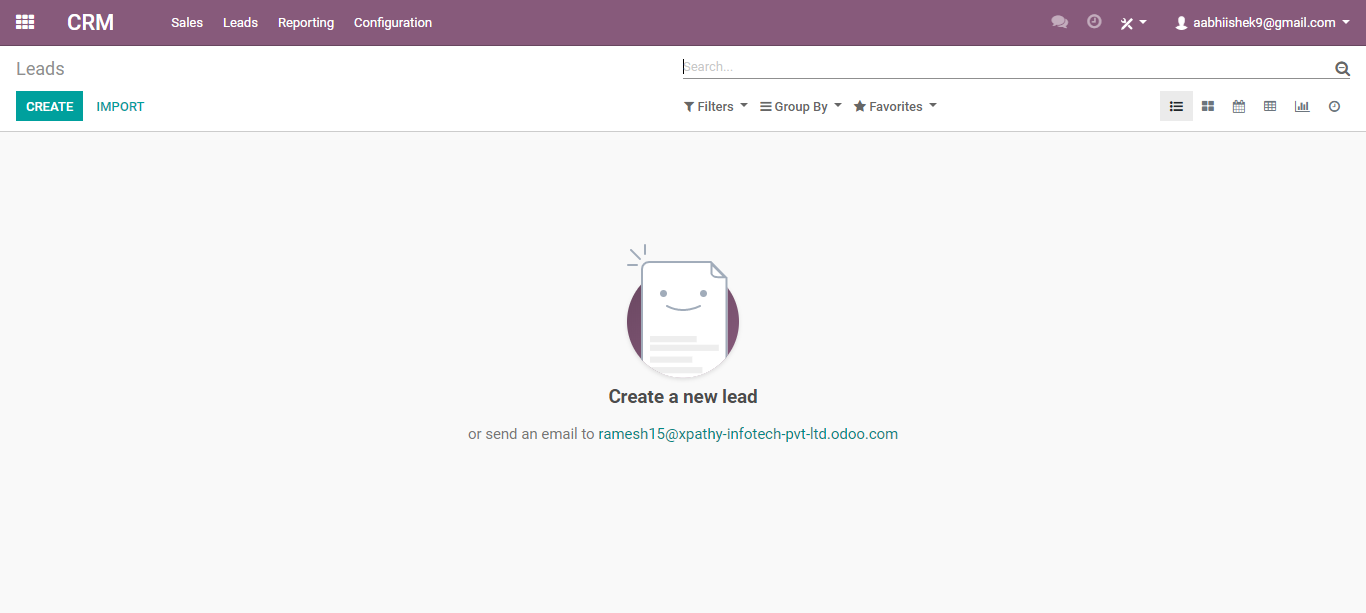 CRM Sales Leads Reporting Configuration aabhiishek9@gmail.com
Leads Search...
CREATE IMPORT Filters Group By Favorites
Create a new lead
or send an email to ramesh15@xpathy-infotech-pvt-ltd.odoo.com